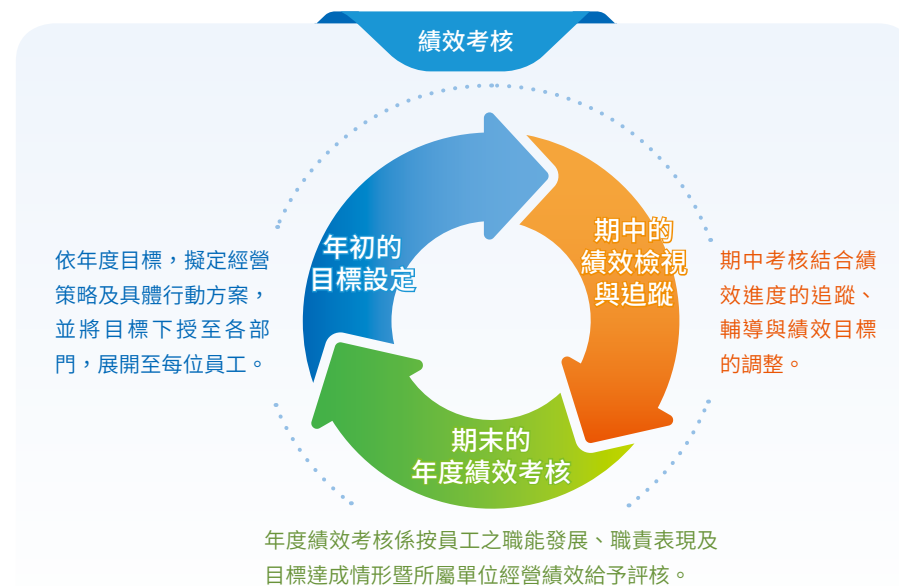 績效考核
年初的
目標設定
依年度目標，擬定經營
策略及具體行動方案，
並將目標下授至各部
門，展開至每位員工。
期中的
績效檢視
與追蹤
期中考核結合績
效進度的追蹤、
輔導與績效目標
的調整。
期末的
年度績效考核
年度績效考核係按員工之職能發展、職責表現及
目標達成情形暨所屬單位經營績效給予評核。